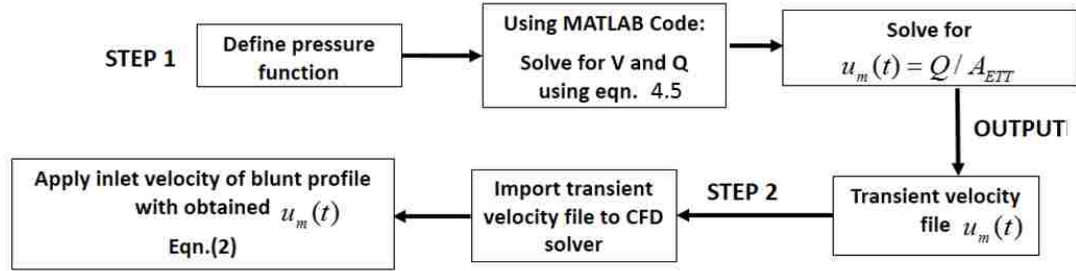 STEP 1
Define pressure
function
Using MATLAB Code:
Solve for V and Q
using eqn. 4.5
Solve for
u_m(t) = Q / A_ETT
OUTPUT
Transient velocity
file u_m(t)
STEP 2
Import transient
velocity file to CFD
solver
Apply inlet velocity of blunt profile
with obtained u_m(t)
Eqn.(2)